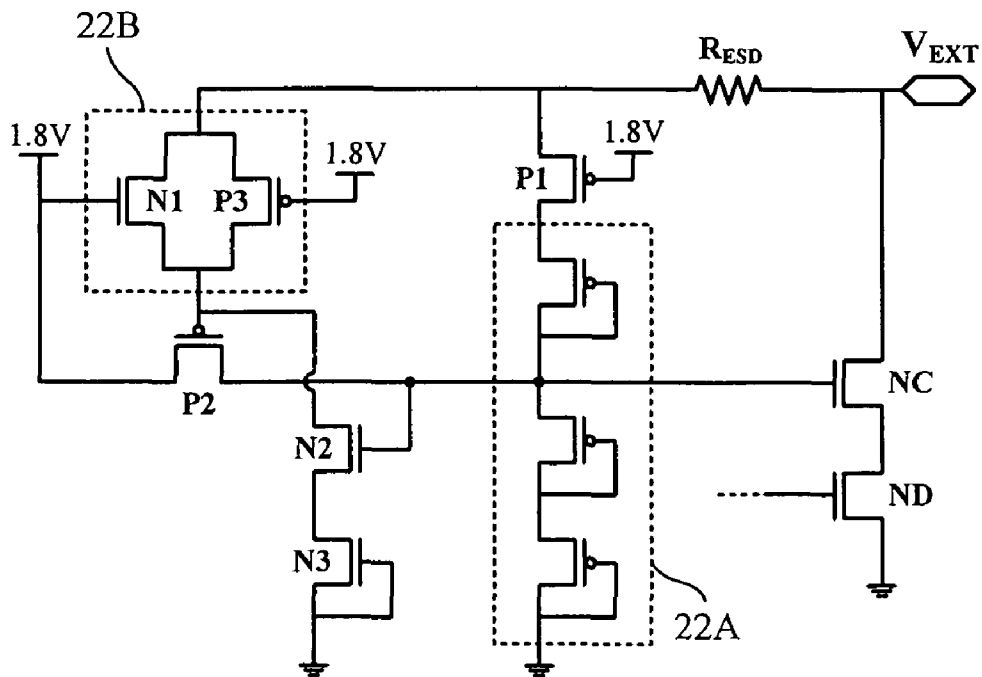 22B
R_ESD
V_EXT
1.8V
1.8V
1.8V
N1
P3
P1
P2
NC
N2
ND
N3
22A